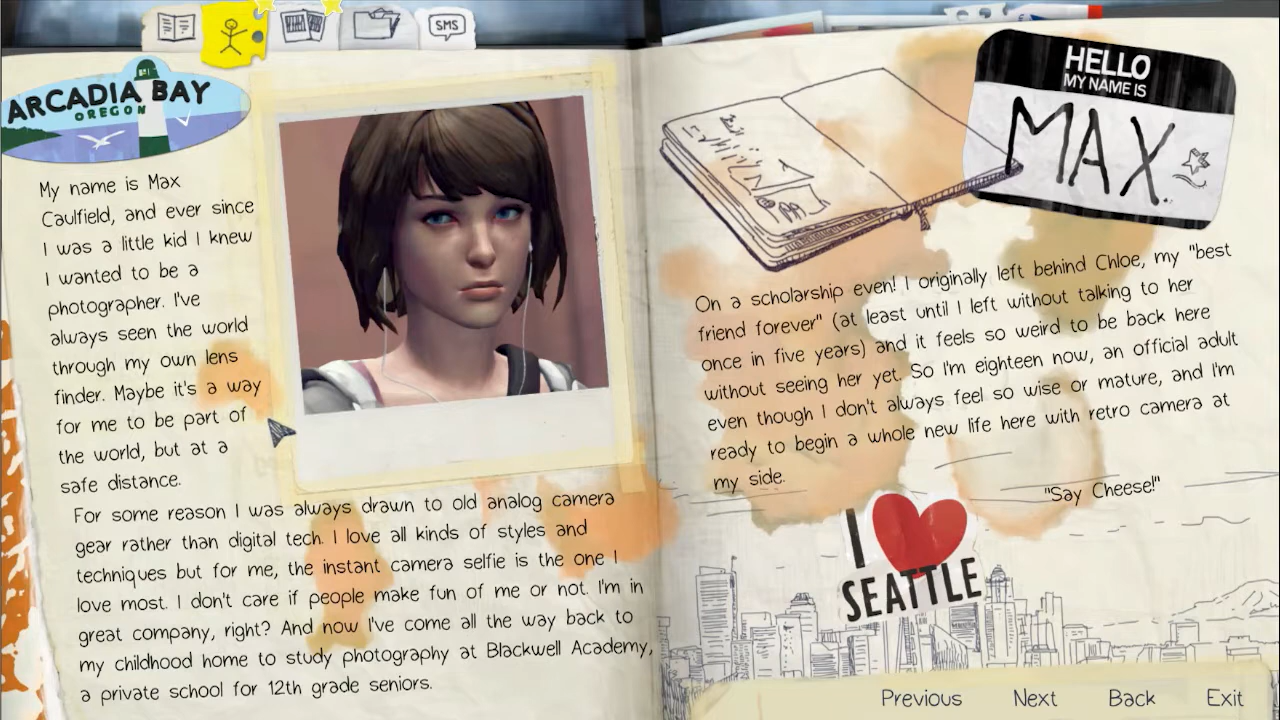 SMS
ARCADIA BAY
OREGON
My name is Max
Caulfield, and ever since
I was a little kid I knew
I wanted to be a
photographer. I've
always seen the world
through my own lens
finder. Maybe it's a way
for me to be part of
the world, but at a
safe distance.
For some reason I was always drawn to old analog camera
gear rather than digital tech. I love all kinds of styles and
techniques but for me, the instant camera selfie is the one I
love most. I don't care if people make fun of me or not. I'm in
great company, right? And now I've come all the way back to
my childhood home to study photography at Blackwell Academy,
a private school for 12th grade seniors.
HELLO
MY NAME IS
MAX
On a scholarship even! I originally left behind Chloe, my "best
friend forever" (at least until I left without talking to her
once in five years) and it feels so weird to be back here
without seeing her yet. So I'm eighteen now, an official adult
even though I don't always feel so wise or mature, and I'm
ready to begin a whole new life here with retro camera at
my side.
"Say Cheese!"
I
SEATTLE
Previous Next Back Exit